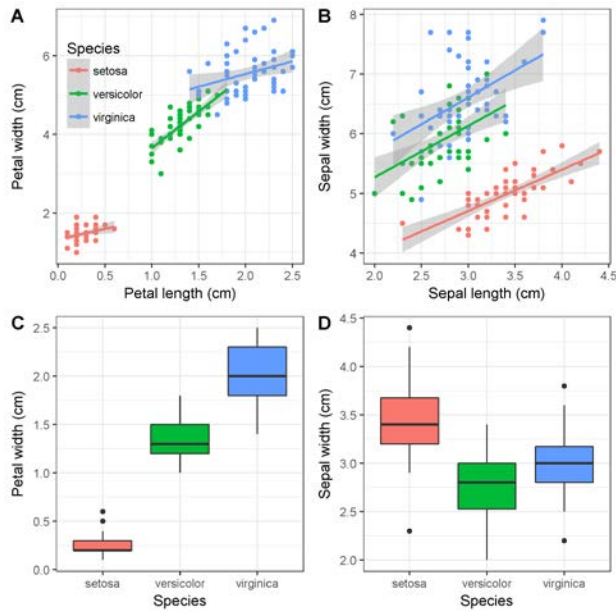 A
Petal width (cm)
6
4
2
Species
setosa
versicolor
virginica
0.0 0.5 1.0 1.5 2.0 2.5
Petal length (cm)
B
Sepal width (cm)
8
7
6
5
4
2.0 2.5 3.0 3.5 4.0 4.5
Sepal length (cm)
C
Petal width (cm)
2.5
2.0
1.5
1.0
0.5
0.0
setosa versicolor virginica
Species
D
Sepal width (cm)
4.5
4.0
3.5
3.0
2.5
2.0
setosa versicolor virginica
Species